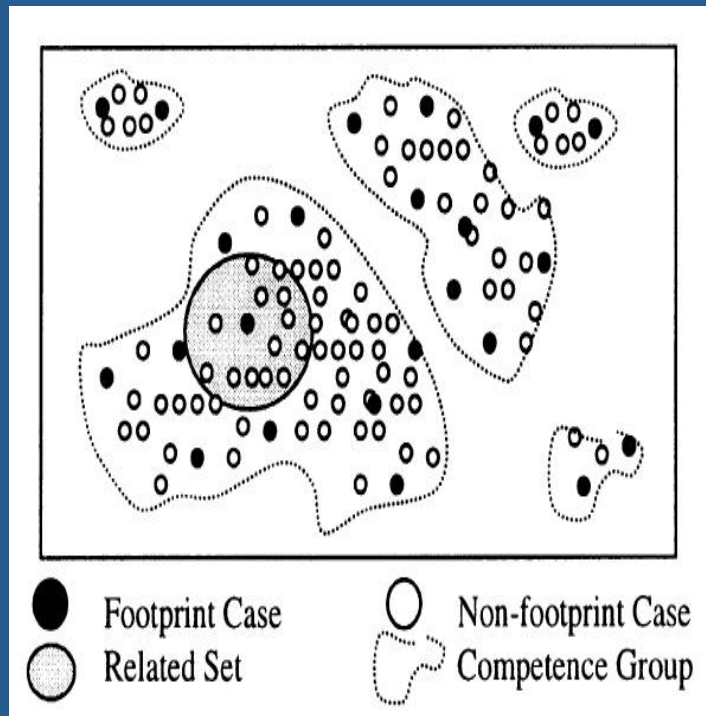 Footprint Case
Non-footprint Case
Related Set
Competence Group